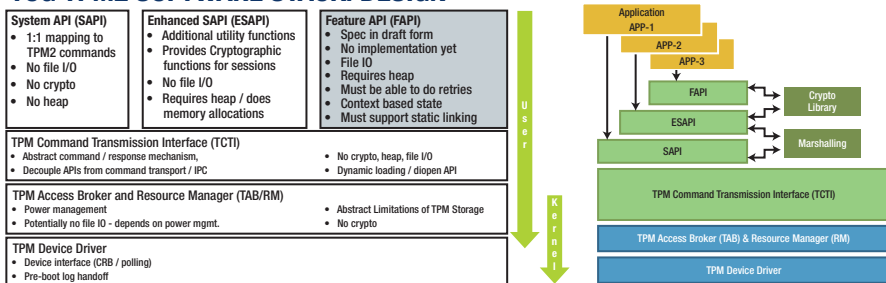 System API (SAPI)
• 1:1 mapping to
TPM2 commands
• No file I/O
• No crypto
• No heap
Enhanced SAPI (ESAPI)
• Additional utility functions
• Provides Cryptographic
functions for sessions
• No file I/O
• Requires heap / does
memory allocations
Feature API (FAPI)
• Spec in draft form
• No implementation yet
• File IO
• Requires heap
• Must be able to do retries
• Context based state
• Must support static linking
TPM Command Transmission Interface (TCTI)
• Abstract command / response mechanism,
• Decouple APIs from command transport / IPC
• No crypto, heap, file I/O
• Dynamic loading / dlopen API
TPM Access Broker and Resource Manager (TAB/RM)
• Power management
• Potentially no file IO - depends on power mgmt.
• Abstract Limitations of TPM Storage
• No crypto
TPM Device Driver
• Device interface (CRB / polling)
• Pre-boot log handoff
User
Kernel
Application
APP-1
APP-2
APP-3
FAPI
ESAPI
SAPI
Crypto
Library
Marshalling
TPM Command Transmission Interface (TCTI)
TPM Access Broker (TAB) & Resource Manager (RM)
TPM Device Driver